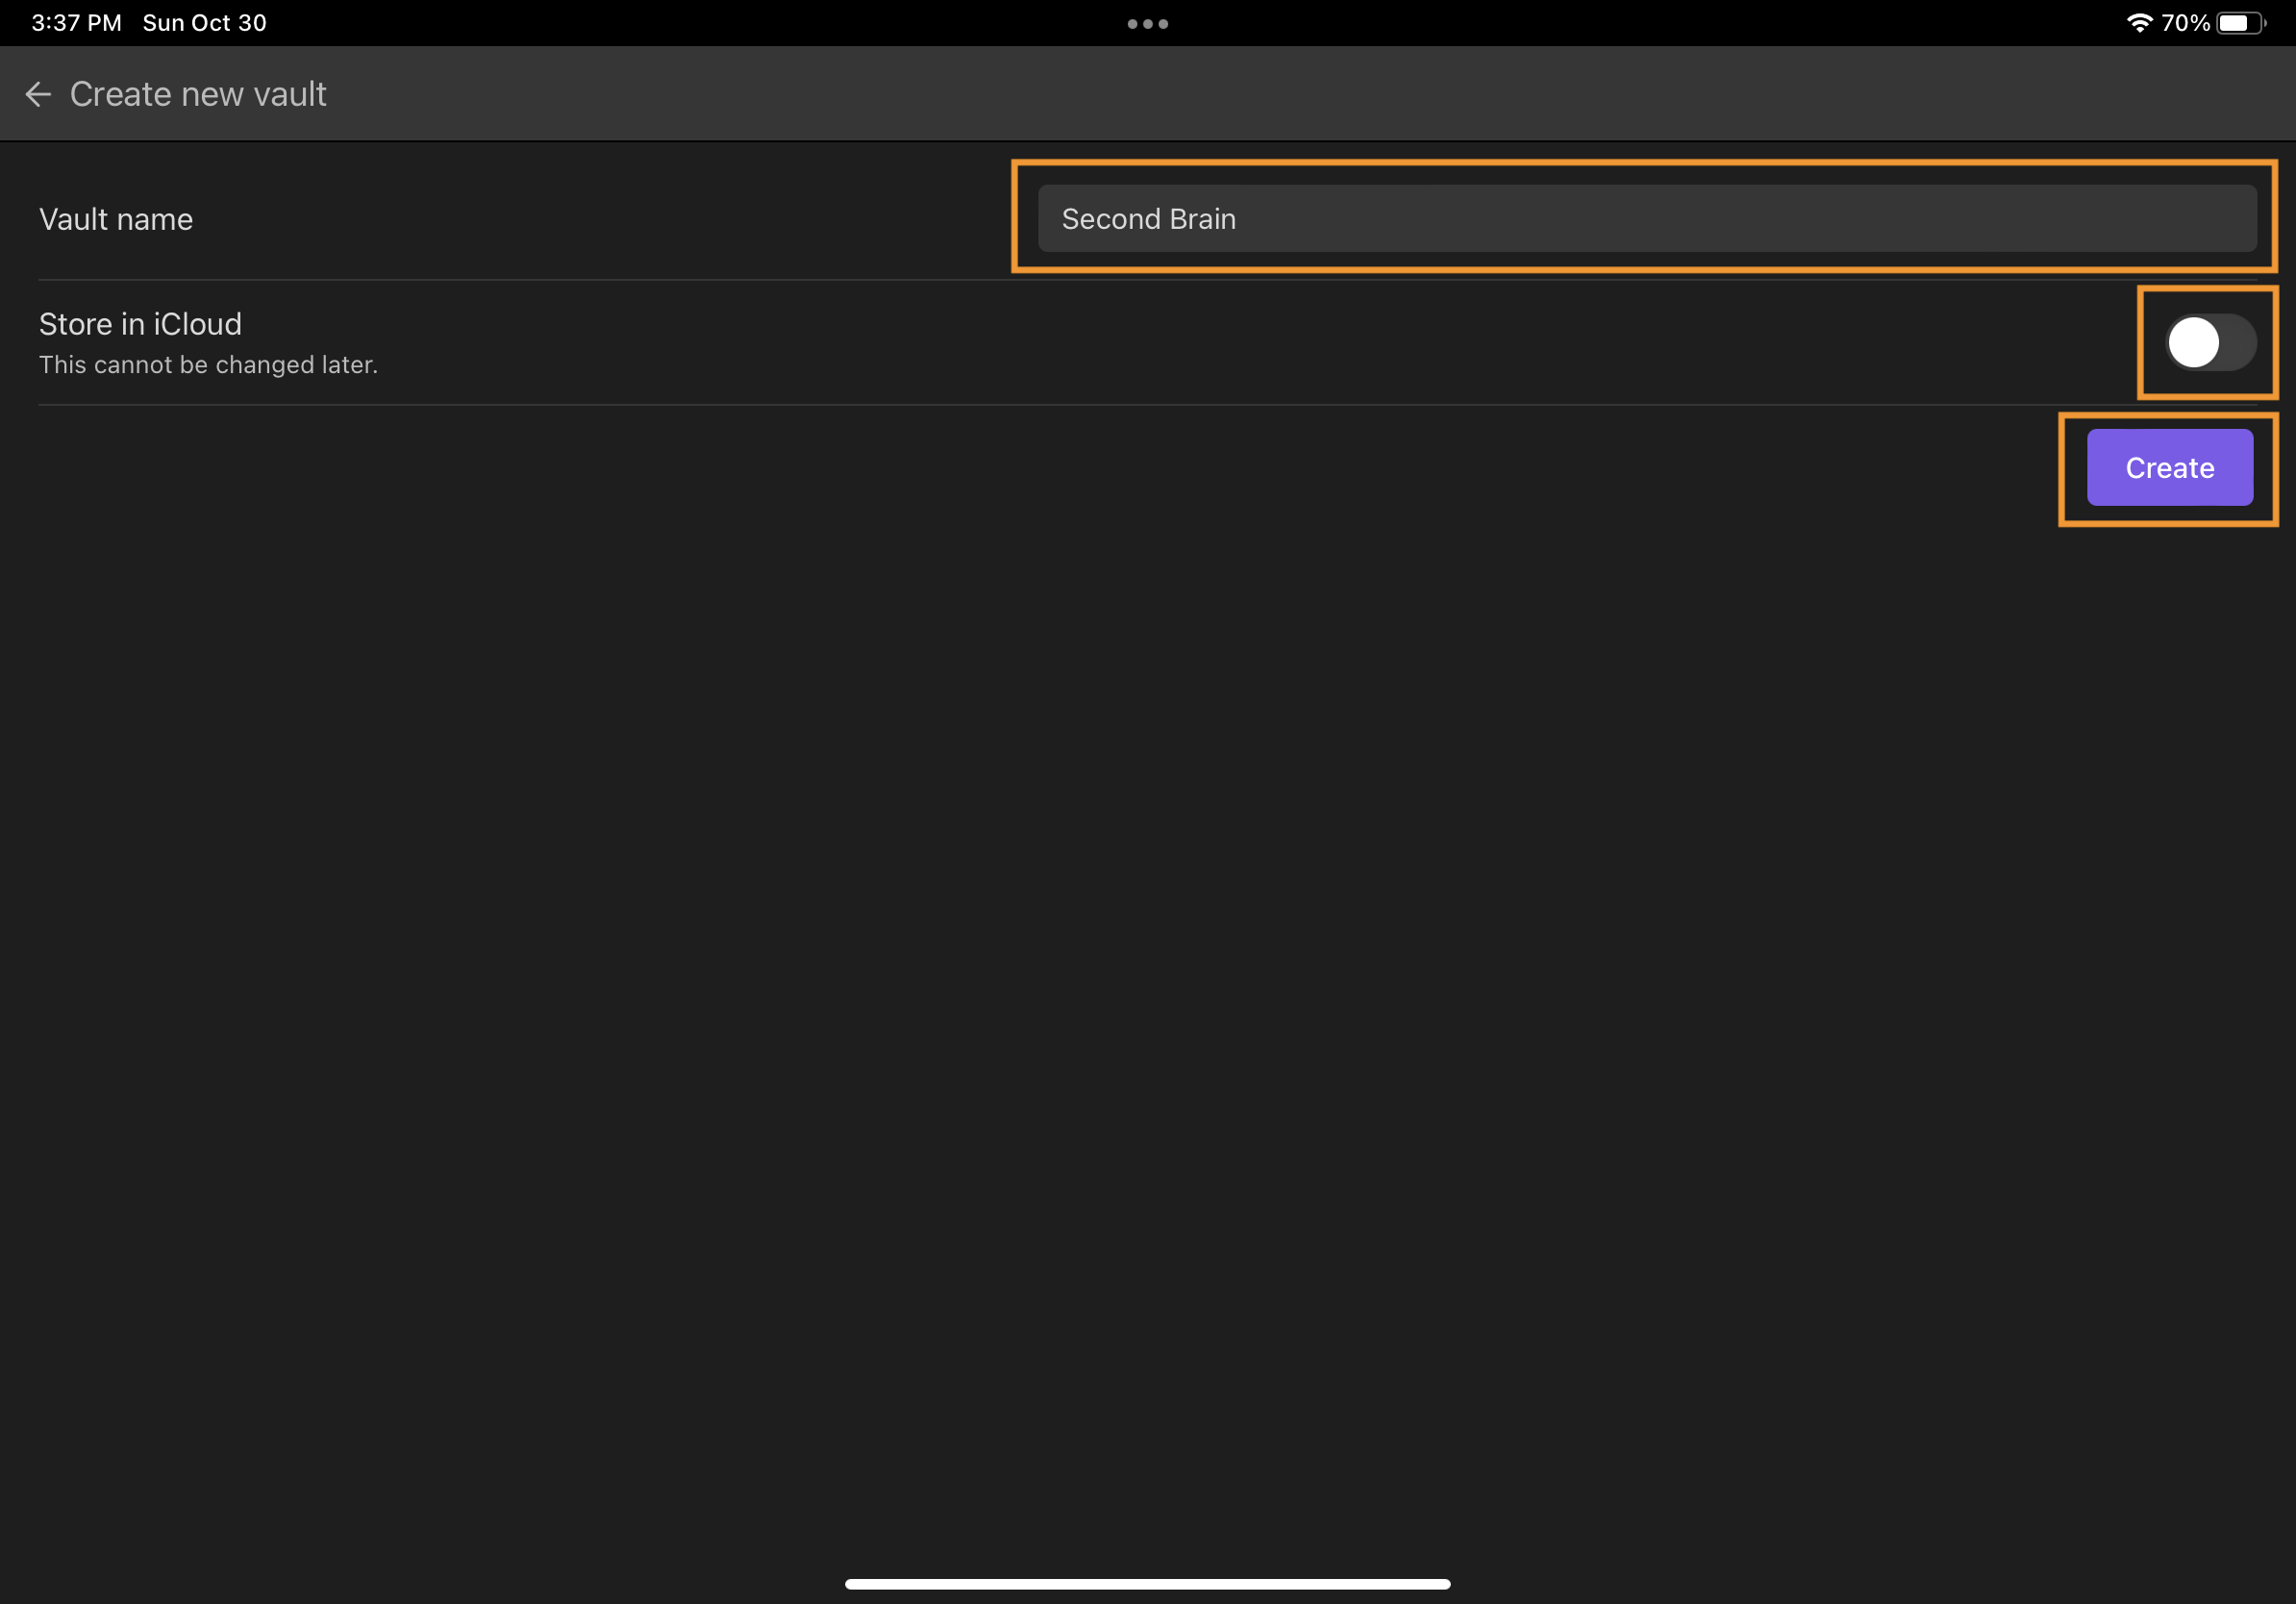 3:37 PM Sun Oct 30
70%
Create new vault
Vault name
Second Brain
Store in iCloud
This cannot be changed later.
Create